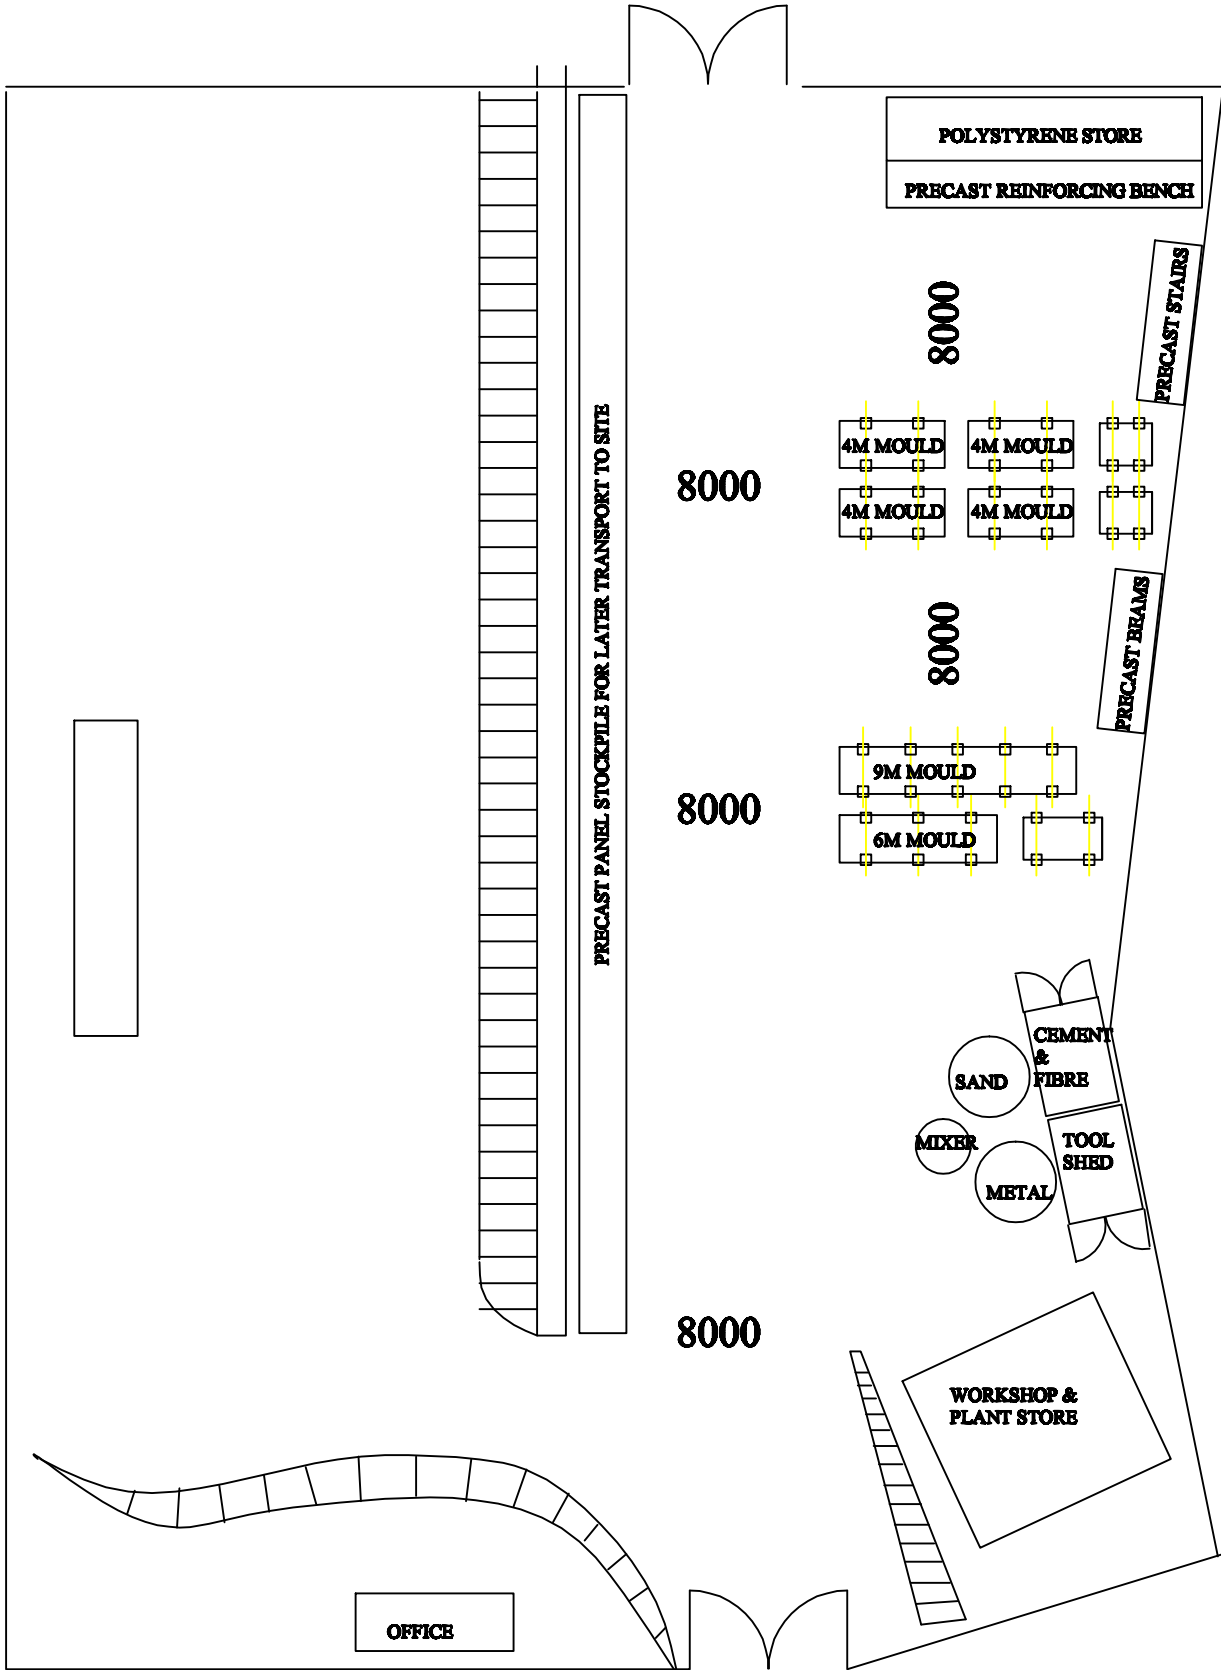 POLYSTYRENE STORE
PRECAST REINFORCING BENCH
PRECAST STAIRS
8000
PRECAST PANEL STOCKPILE FOR LATER TRANSPORT TO SITE
8000
4M MOULD
4M MOULD
4M MOULD
4M MOULD
PRECAST BEAMS
8000
8000
9M MOULD
6M MOULD
CEMENT
&
FIBRE
SAND
MIXER
TOOL
SHED
METAL
8000
WORKSHOP &
PLANT STORE
OFFICE